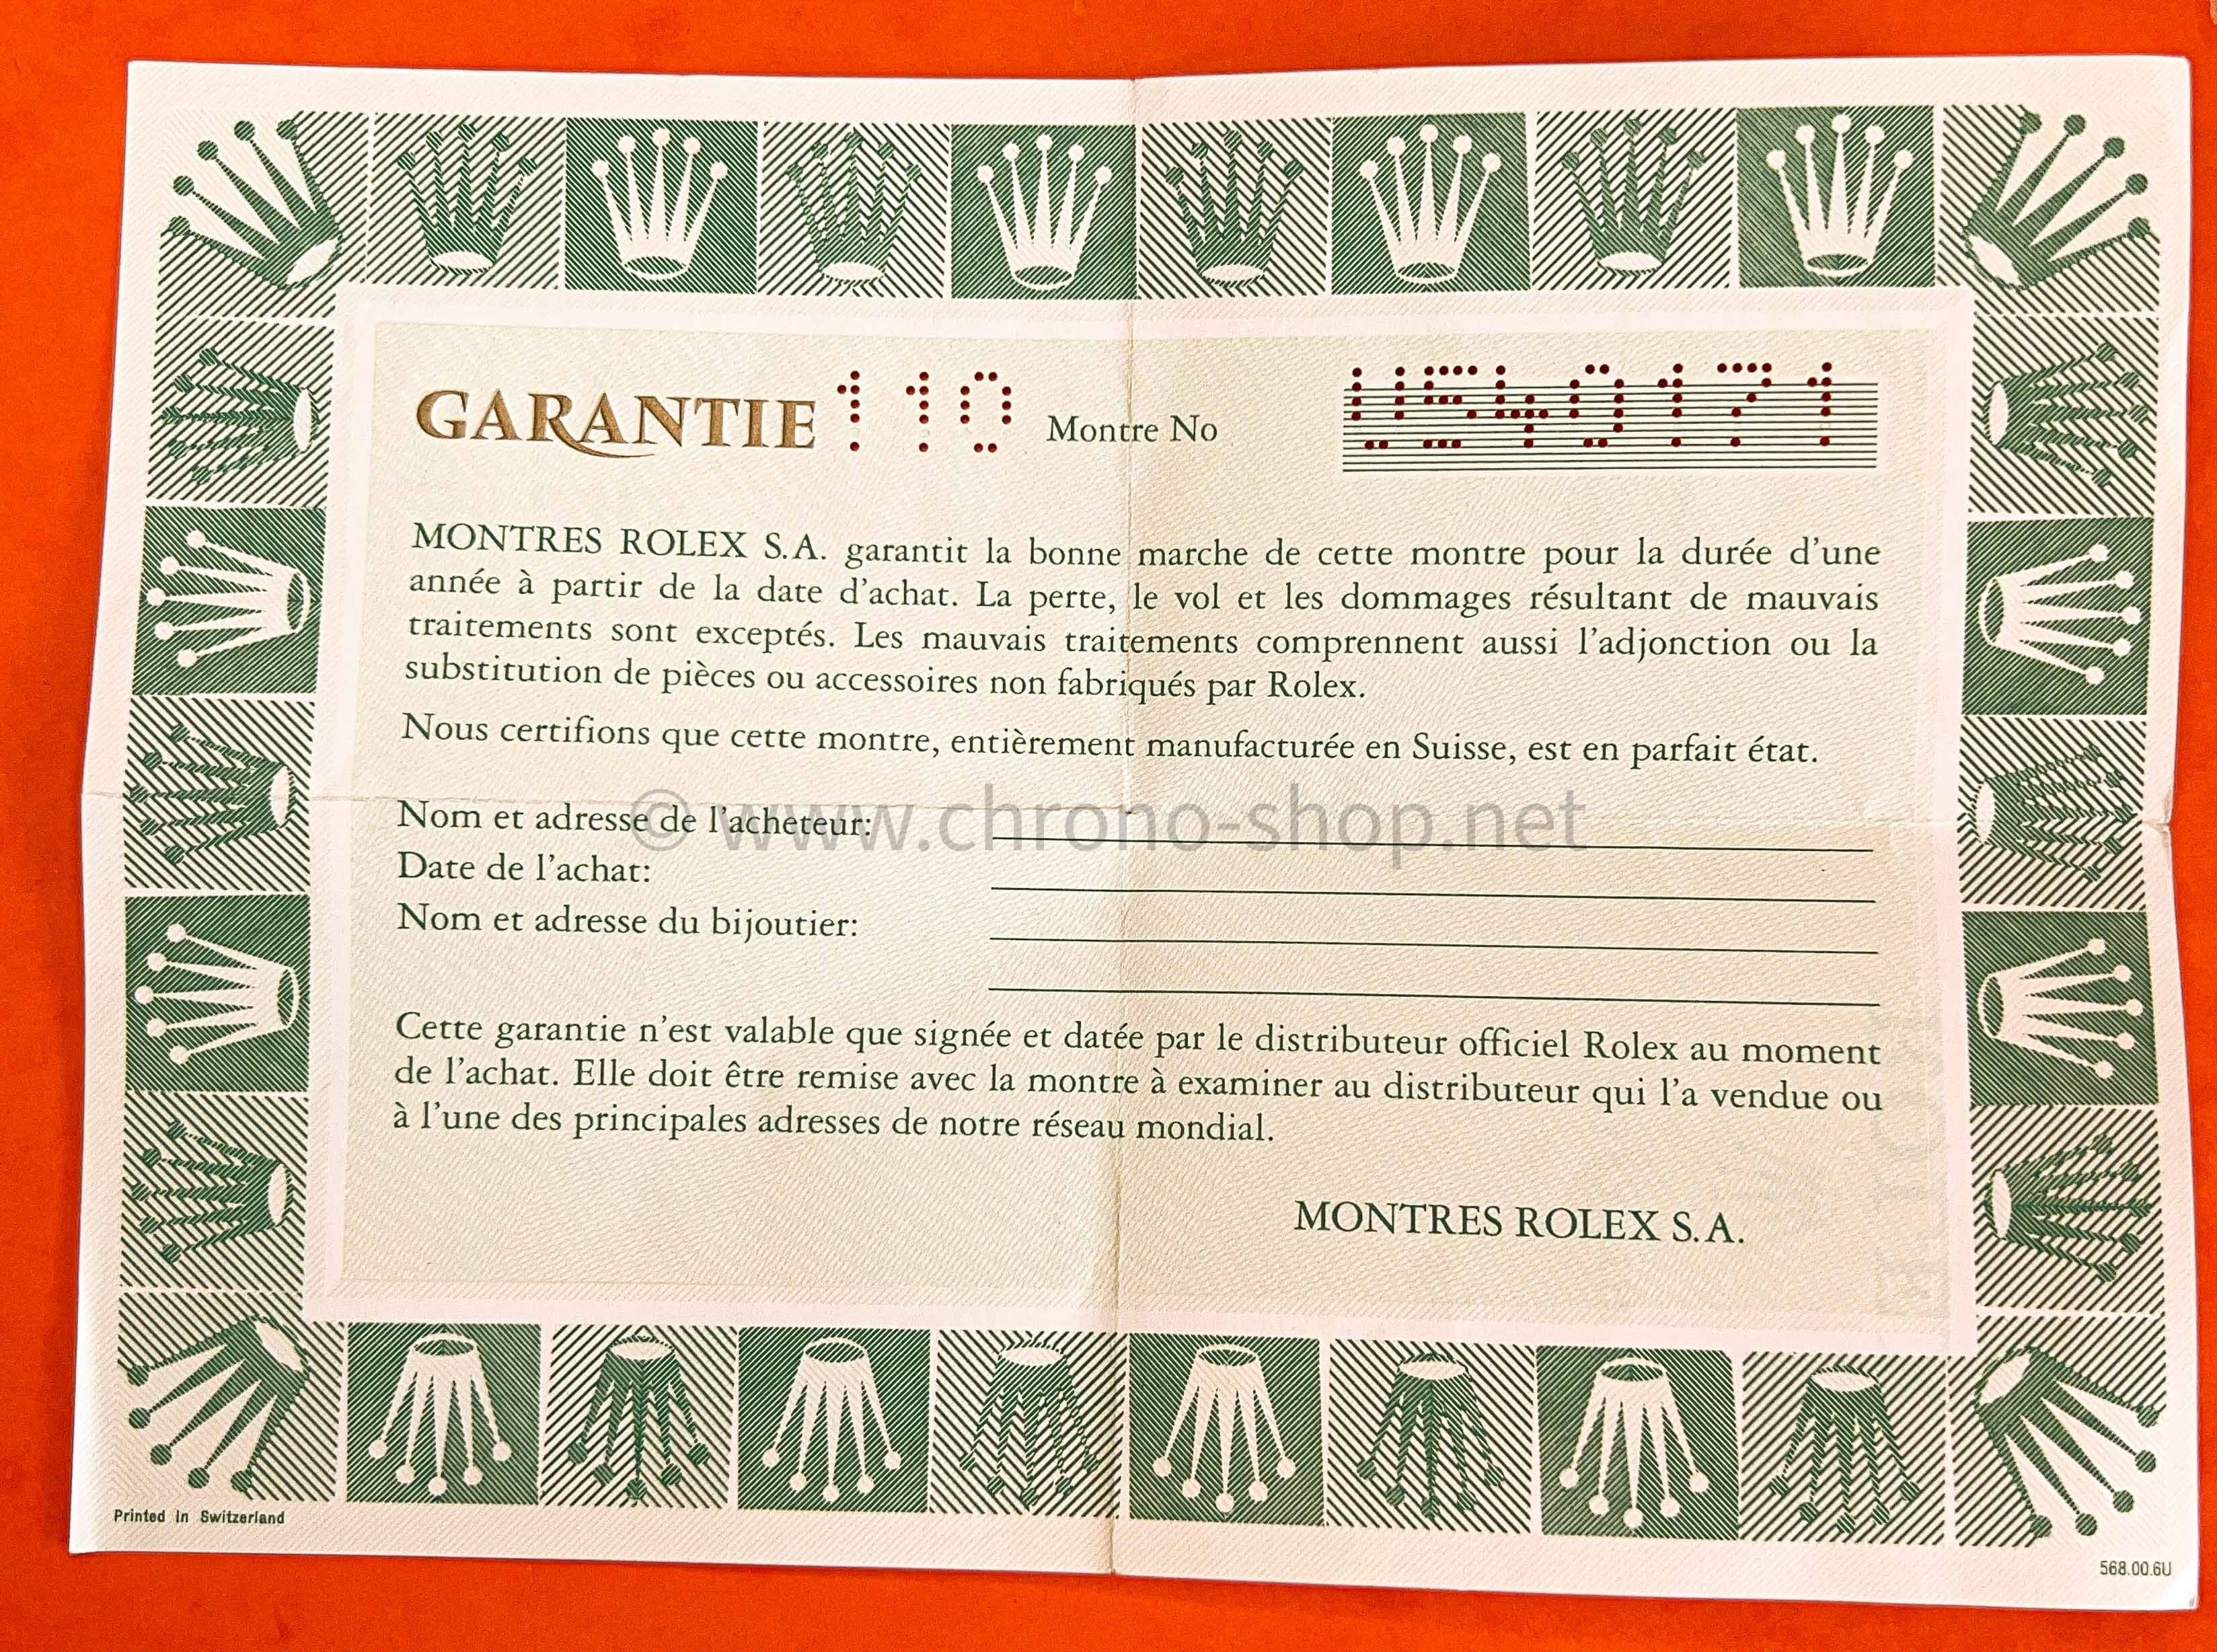 GARANTIE 110 Montre No U540171
MONTRES ROLEX S.A. garantit la bonne marche de cette montre pour la durée d'une
année à partir de la date d'achat. La perte, le vol et les dommages résultant de mauvais
traitements sont exceptés. Les mauvais traitements comprennent aussi l'adjonction ou la
substitution de pièces ou accessoires non fabriqués par Rolex.
Nous certifions que cette montre, entièrement manufacturée en Suisse, est en parfait état.
© www.chrono-shop.net
Nom et adresse de l'acheteur:
Date de l'achat:
Nom et adresse du bijoutier:
Cette garantie n'est valable que signée et datée par le distributeur officiel Rolex au moment
de l'achat. Elle doit être remise avec la montre à examiner au distributeur qui l'a vendue ou
à l'une des principales adresses de notre réseau mondial.
MONTRES ROLEX S.A.
Printed in Switzerland
568.00.6U